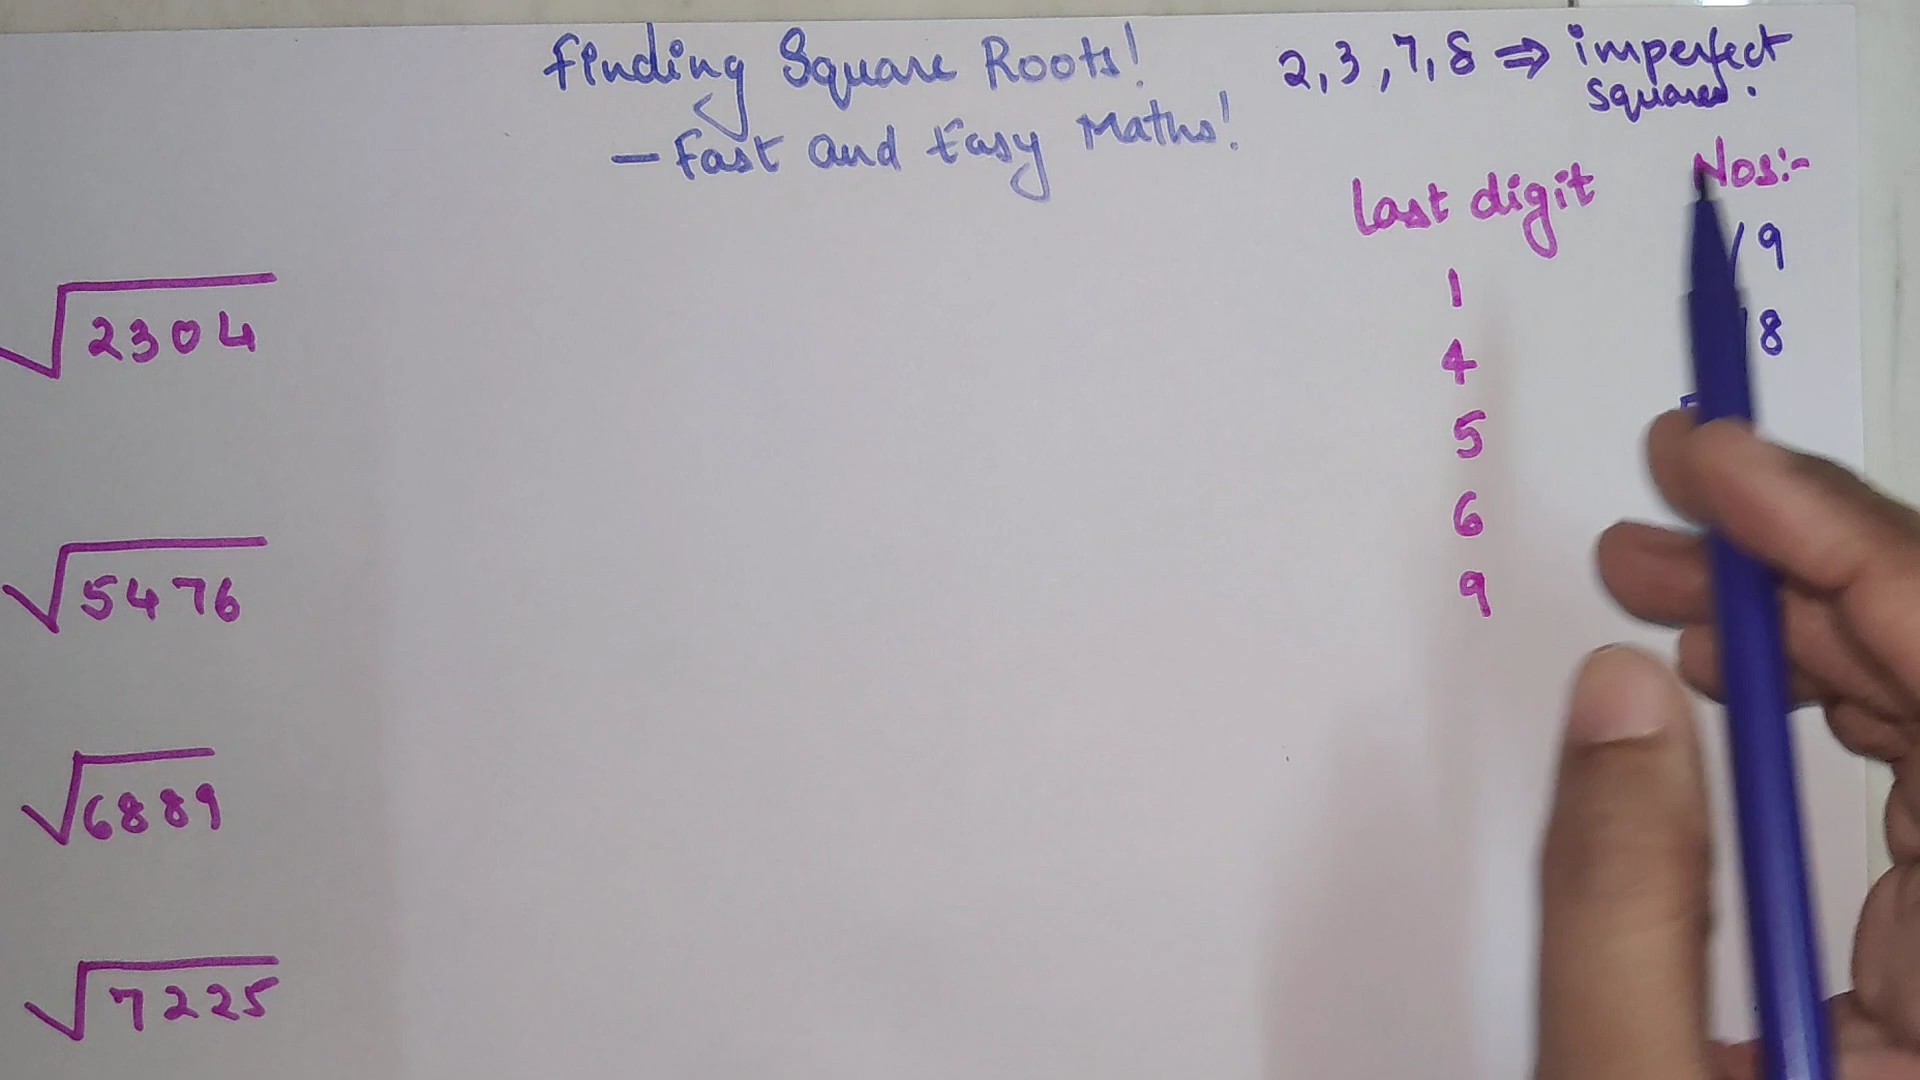 Finding Square Roots!
- Fast and Easy Maths!
2, 3, 7, 8 ⇒ imperfect
squares.
last digit
Nos:-
1
/ 9
4
/ 8
5
6
9
√2304
√5476
√6889
√7225